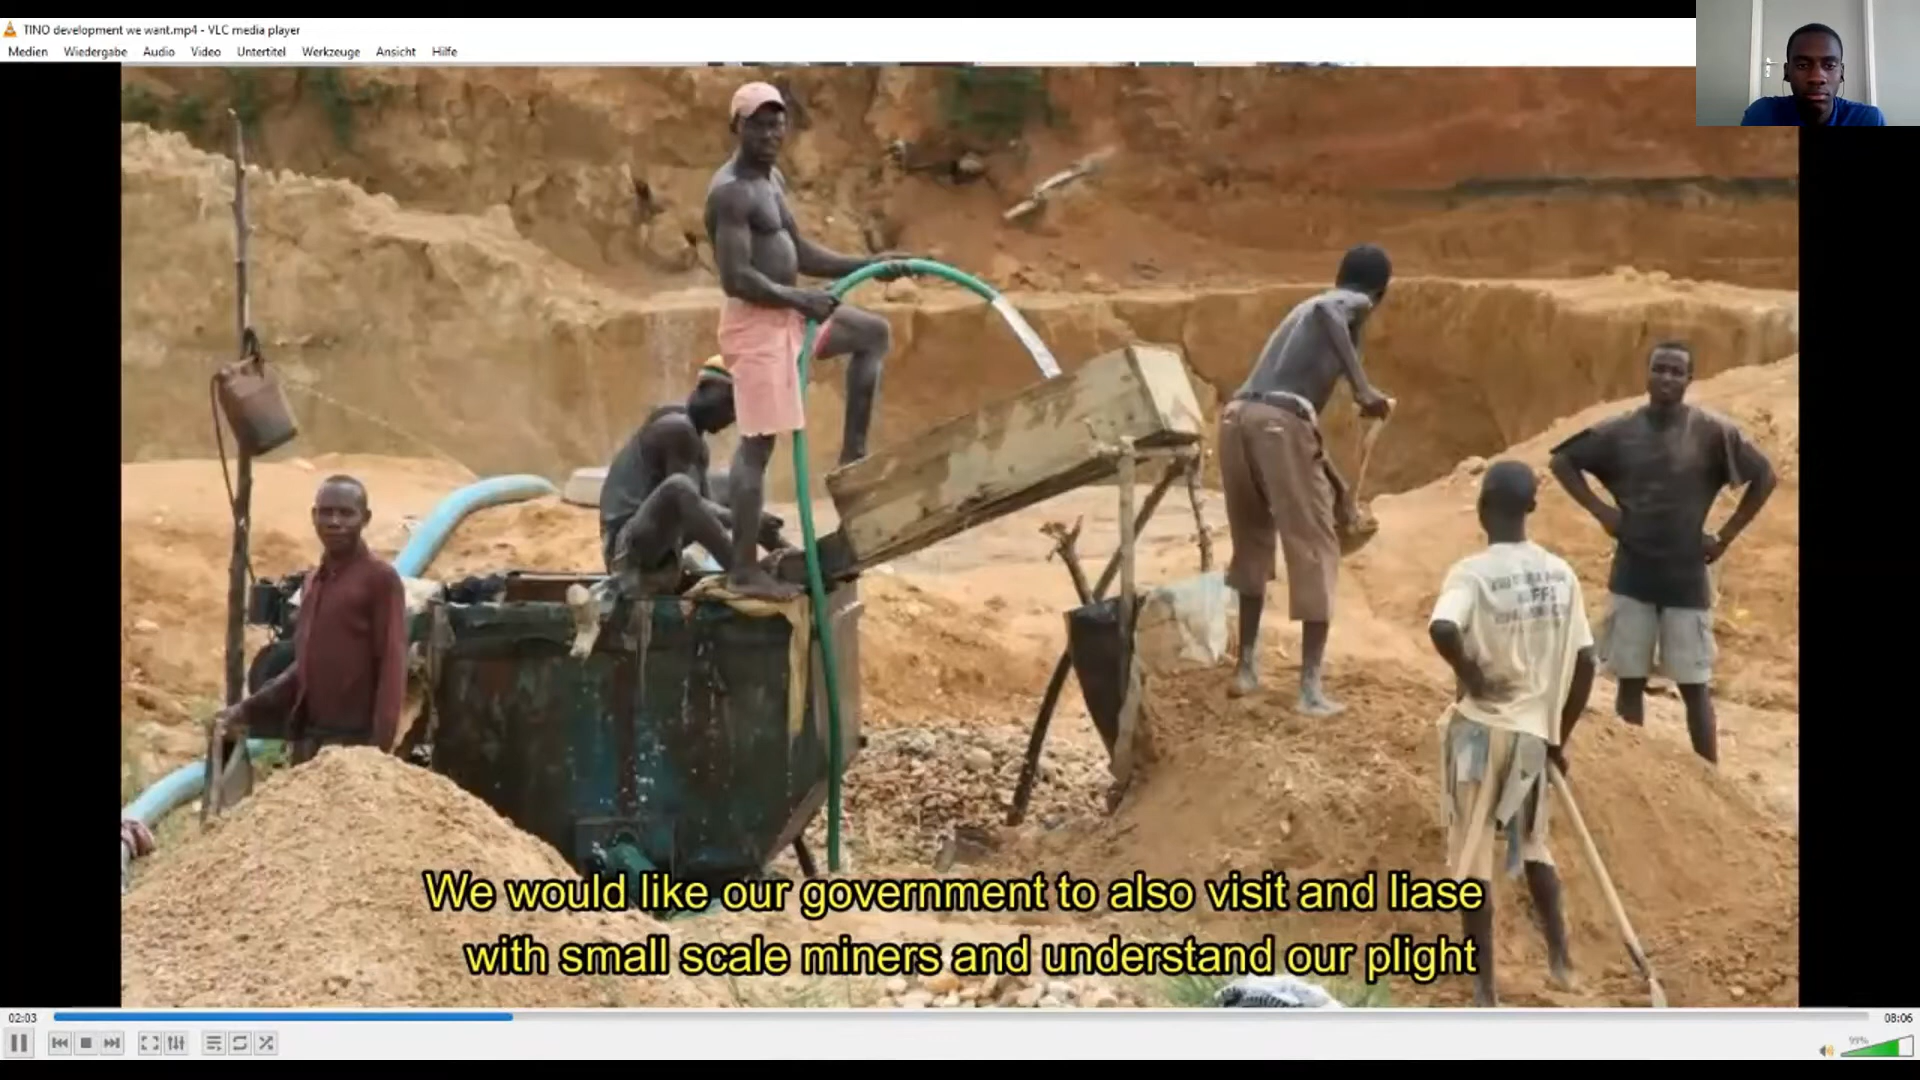 TINO development we want.mp4 - VLC media player
Medien Wiedergabe Audio Video Untertitel Werkzeuge Ansicht Hilfe
We would like our government to also visit and liase
with small scale miners and understand our plight
02:03
08:06
99%